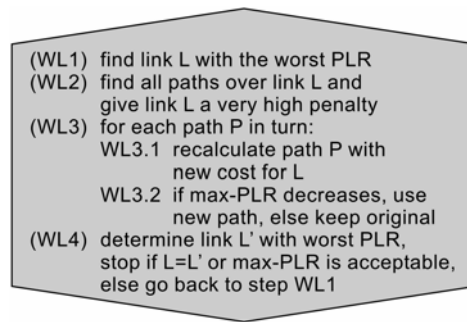 (WL1) find link L with the worst PLR
(WL2) find all paths over link L and
give link L a very high penalty
(WL3) for each path P in turn:
WL3.1 recalculate path P with
new cost for L
WL3.2 if max-PLR decreases, use
new path, else keep original
(WL4) determine link L' with worst PLR,
stop if L=L' or max-PLR is acceptable,
else go back to step WL1